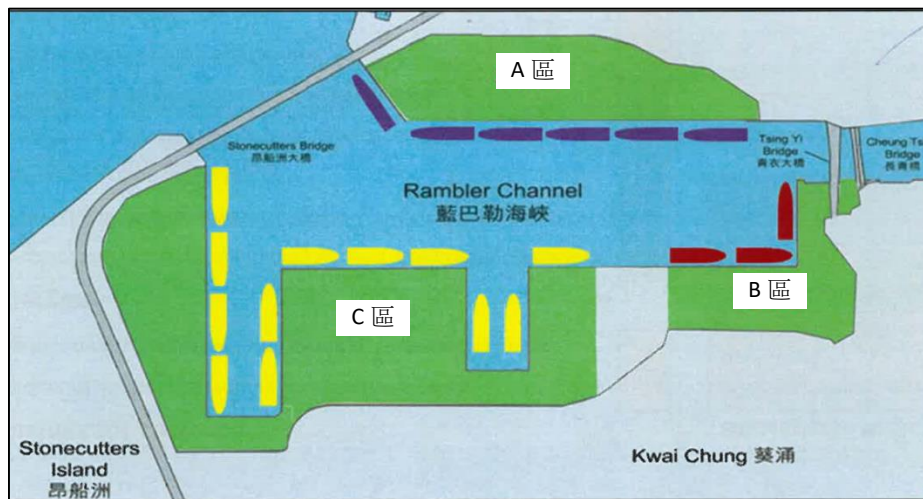 A 區
Stonecutters Bridge
昂船洲大橋
Tsing Yi
Bridge
青衣大橋
Cheung Ts
Bridge
長青橋
Rambler Channel
藍巴勒海峽
B 區
C 區
Stonecutters
Island
昂船洲
Kwai Chung 葵涌